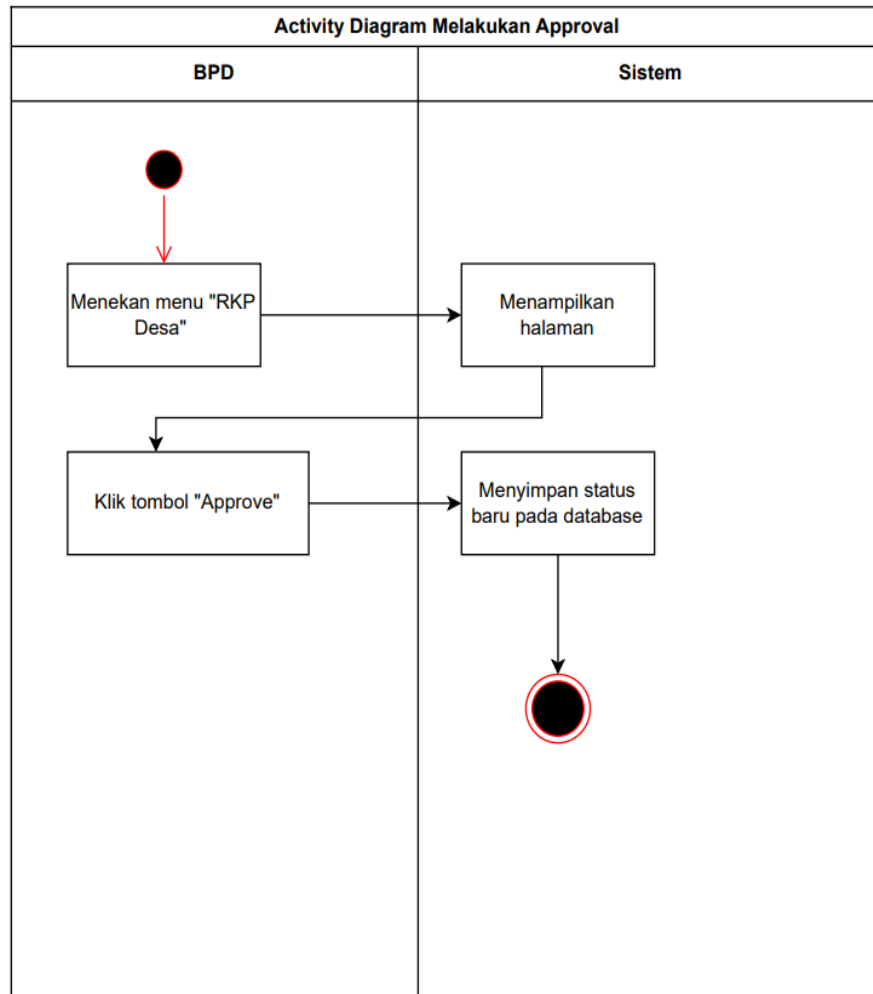 Activity Diagram Melakukan Approval
BPD
Sistem
Menekan menu "RKP
Desa"
Menampilkan
halaman
Klik tombol "Approve"
Menyimpan status
baru pada database